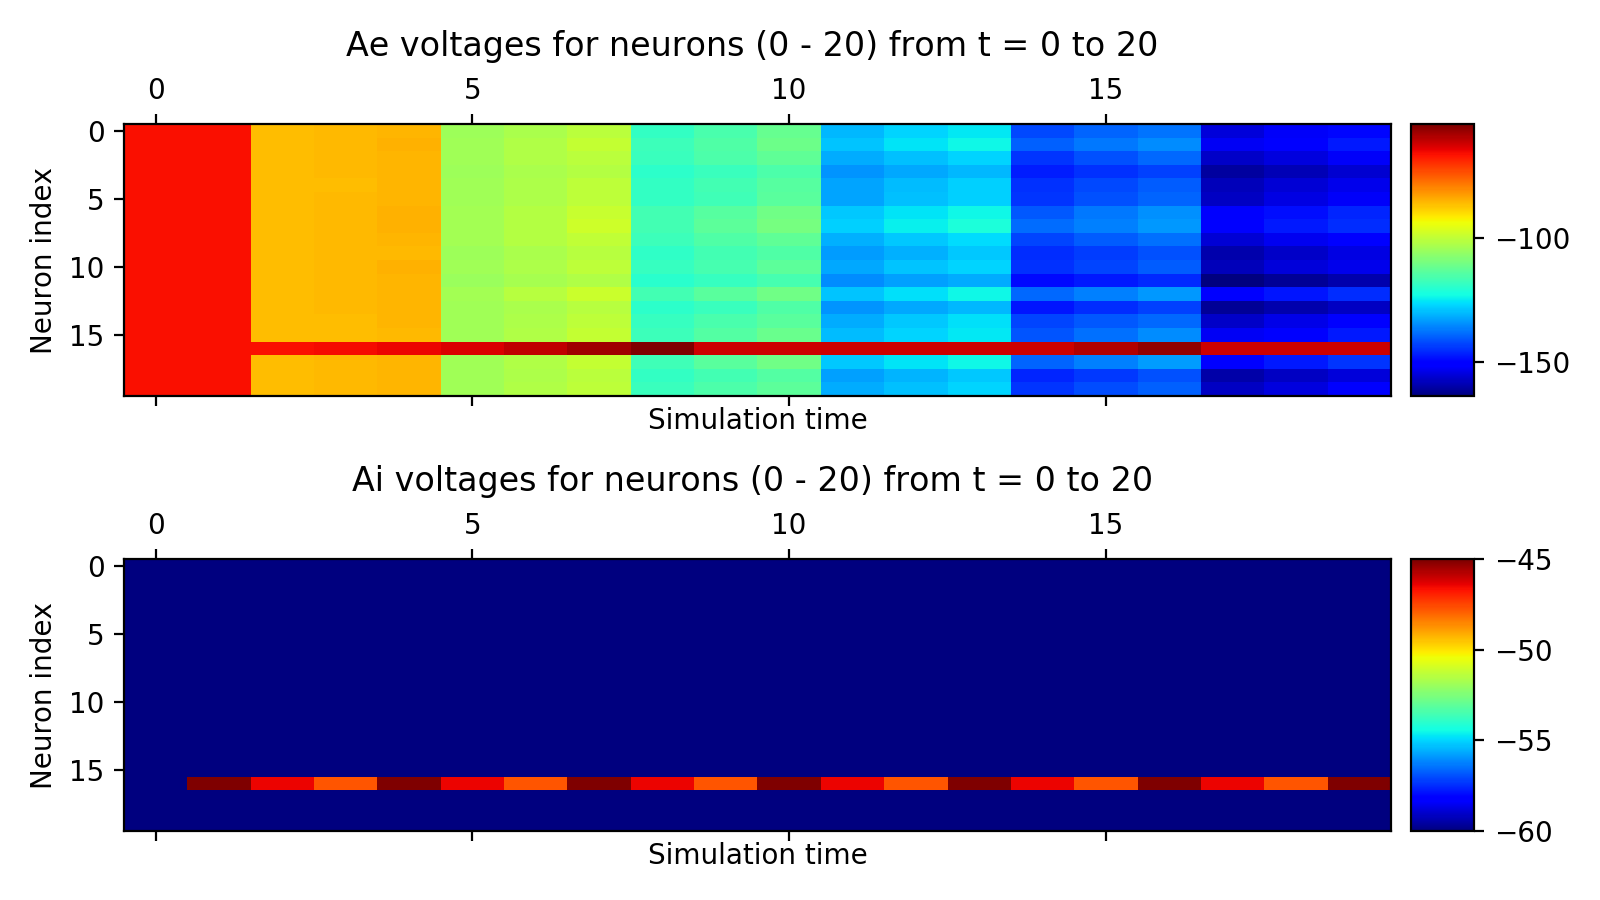 Ae voltages for neurons (0 - 20) from t = 0 to 20
0 5 10 15
Neuron index
0
5
10
15
−100
−150
Simulation time
Ai voltages for neurons (0 - 20) from t = 0 to 20
0 5 10 15
Neuron index
0
5
10
15
−45
−50
−55
−60
Simulation time